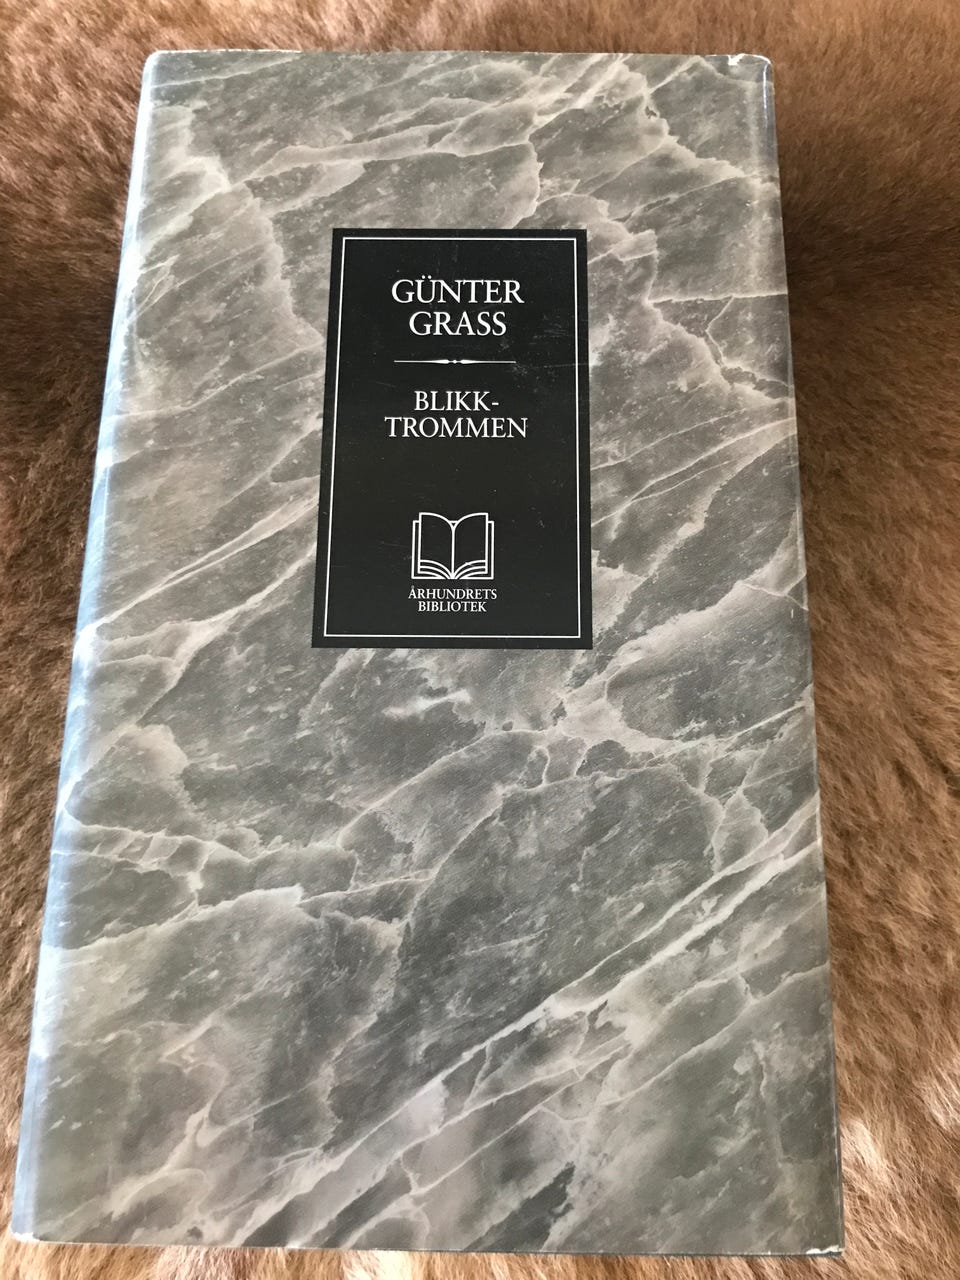 GÜNTER
GRASS
BLIKK-
TROMMEN
ÅRHUNDRETS
BIBLIOTEK